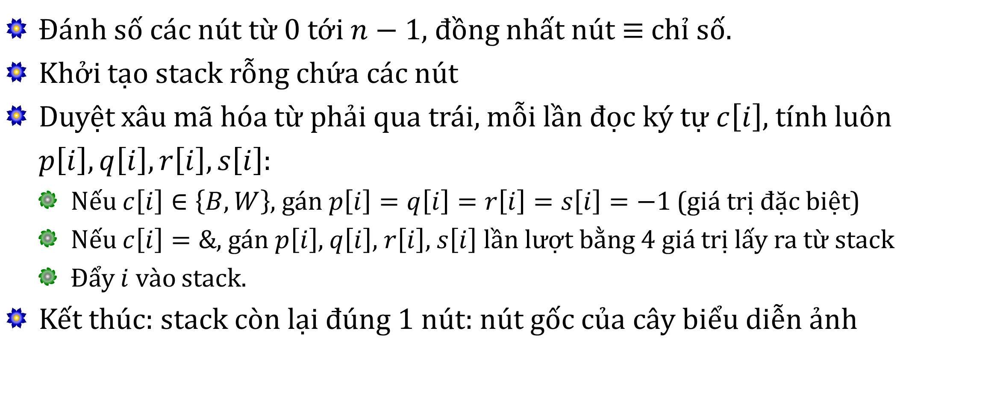 Đánh số các nút từ 0 tới n − 1, đồng nhất nút ≡ chỉ số.
Khởi tạo stack rỗng chứa các nút
Duyệt xâu mã hóa từ phải qua trái, mỗi lần đọc ký tự c[i], tính luôn
p[i], q[i], r[i], s[i]:
Nếu c[i] ∈ {B, W}, gán p[i] = q[i] = r[i] = s[i] = −1 (giá trị đặc biệt)
Nếu c[i] = &, gán p[i], q[i], r[i], s[i] lần lượt bằng 4 giá trị lấy ra từ stack
Đẩy i vào stack.
Kết thúc: stack còn lại đúng 1 nút: nút gốc của cây biểu diễn ảnh